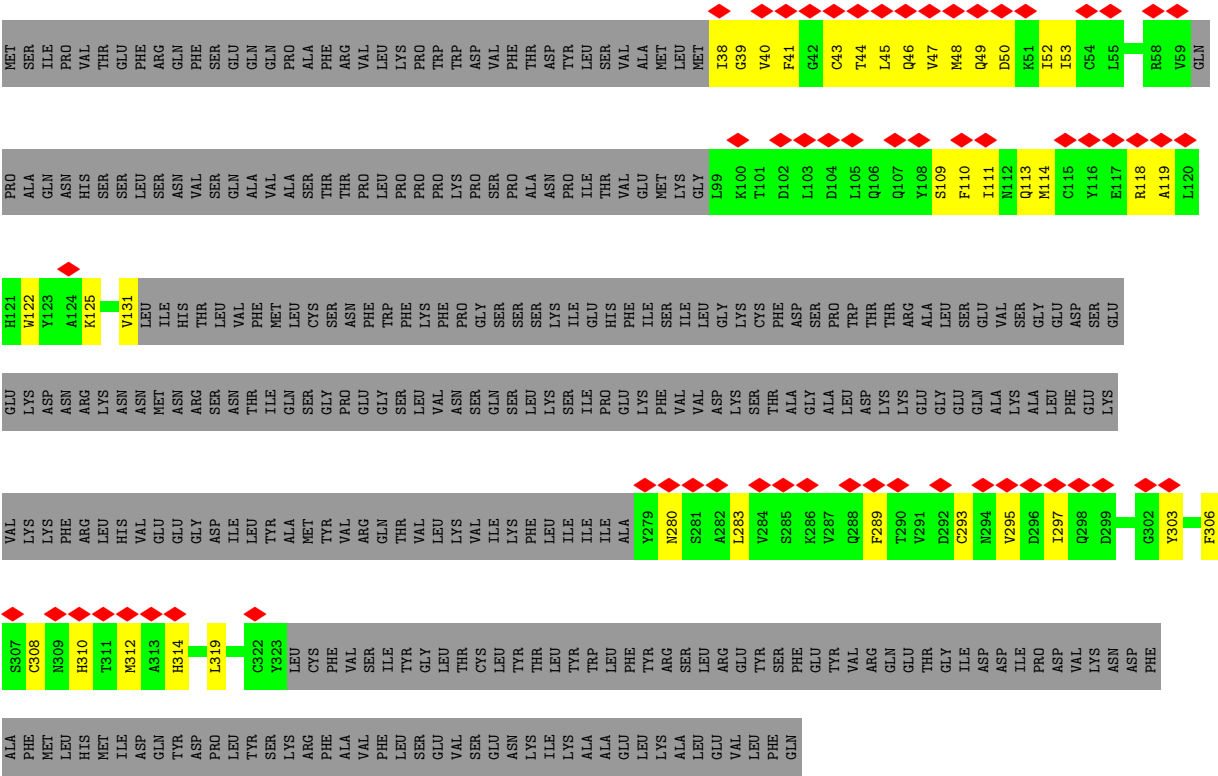 MET SER ILE PRO VAL THR GLU PHE ARG GLN PHE SER GLU GLN GLN PRO ALA PHE ARG VAL LEU LYS PRO TRP TRP ASP VAL PHE THR ASP TYR LEU SER VAL ALA MET LEU MET I38 G39 V40 F41 G42 C43 T44 L45 Q46 V47 M48 Q49 D50 K51 I52 I53 C54 L55 R58 V59 GLN
PRO ALA GLN ASN HIS SER SER LEU SER ASN VAL SER GLN ALA VAL ALA SER THR THR PRO LEU PRO PRO PRO LYS PRO SER PRO ALA ASN PRO ILE THR VAL GLU MET LYS GLY L99 K100 T101 D102 L103 D104 L105 Q106 Q107 Y108 S109 F110 I111 N112 Q113 M114 C115 Y116 E117 R118 A119 L120
H121 W122 Y123 A124 K125 V131 LEU ILE HIS THR LEU VAL PHE MET LEU CYS SER ASN PHE TRP PHE LYS PHE PRO GLY SER SER SER LYS ILE GLU HIS PHE ILE SER ILE LEU GLY LYS CYS PHE ASP SER PRO TRP THR THR ARG ALA LEU SER GLU VAL SER GLY GLU ASP SER GLU
GLU LYS ASP ASN ARG LYS ASN ASN MET ASN ARG SER ASN THR ILE GLN SER GLY PRO GLU GLY SER LEU VAL ASN SER GLN SER LEU LYS SER ILE PRO GLU LYS PHE VAL VAL ASP LYS SER THR ALA GLY ALA LEU ASP LYS LYS GLU GLY GLU GLN ALA LYS ALA LEU PHE GLU LYS
VAL LYS LYS PHE ARG LEU HIS VAL GLU GLU GLY ASP ILE LEU TYR ALA MET TYR VAL ARG GLN THR VAL LEU LYS VAL ILE LYS PHE LEU ILE ILE ILE ALA Y279 N280 S281 A282 L283 V284 S285 K286 V287 Q288 F289 T290 V291 D292 C293 N294 V295 D296 I297 Q298 D299 G302 Y303 F306
S307 C308 N309 H310 T311 M312 A313 H314 L319 C322 Y323 LEU CYS PHE VAL SER ILE TYR GLY LEU THR CYS LEU TYR THR LEU TYR TRP LEU PHE TYR ARG SER LEU ARG GLU TYR SER PHE GLU TYR VAL ARG GLN GLU THR GLY ILE ASP ASP ILE PRO ASP VAL LYS ASN ASP PHE
ALA PHE MET LEU HIS MET ILE ASP GLN TYR ASP PRO LEU TYR SER LYS ARG PHE ALA VAL PHE LEU SER GLU VAL SER GLU ASN LYS ILE LYS ALA ALA GLU LEU LYS ALA LEU GLU VAL LEU PHE GLN